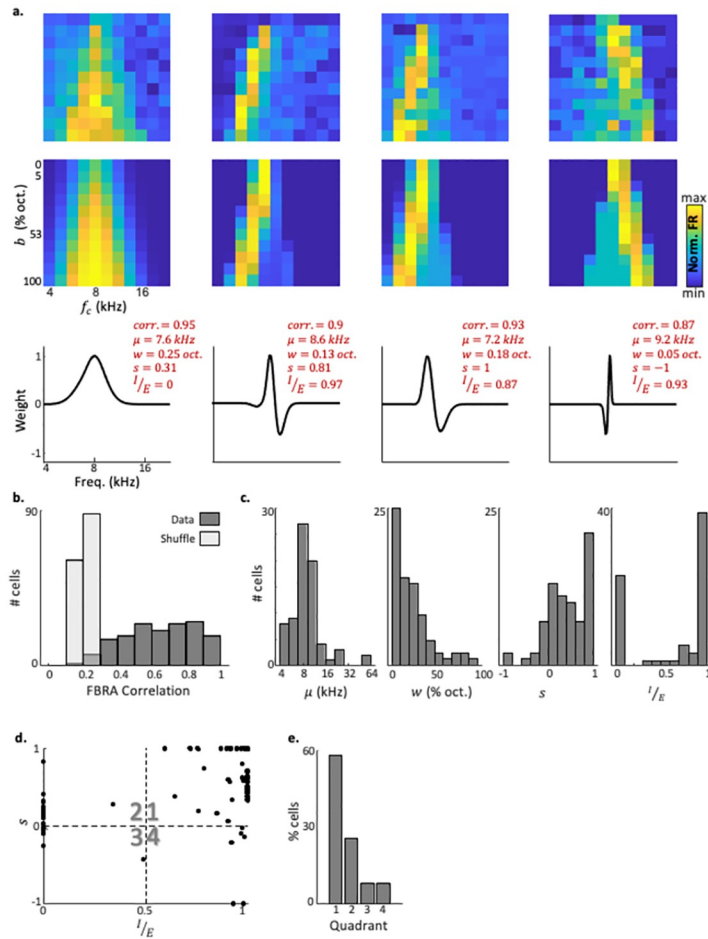 a.
0
5
53
100
b (% oct.)
4 8 16
f_c (kHz)
max
Norm. FR
min
corr. = 0.95
μ = 7.6 kHz
w = 0.25 oct.
s = 0.31
I/E = 0
corr. = 0.9
μ = 8.6 kHz
w = 0.13 oct.
s = 0.81
I/E = 0.97
corr. = 0.93
μ = 7.2 kHz
w = 0.18 oct.
s = 1
I/E = 0.87
corr. = 0.87
μ = 9.2 kHz
w = 0.05 oct.
s = −1
I/E = 0.93
1
0
-1
Weight
4 8 16
Freq. (kHz)
b.
90
0
# cells
Data
Shuffle
0 0.2 0.4 0.6 0.8 1
FBRA Correlation
c.
30
0
# cells
4 8 16 32 64
μ (kHz)
25
0 50 100
w (% oct.)
25
-1 0 1
s
40
0 0.5 1
I/E
d.
1
0
-1
s
21
34
0 0.5 1
I/E
e.
60
30
0
% cells
1 2 3 4
Quadrant